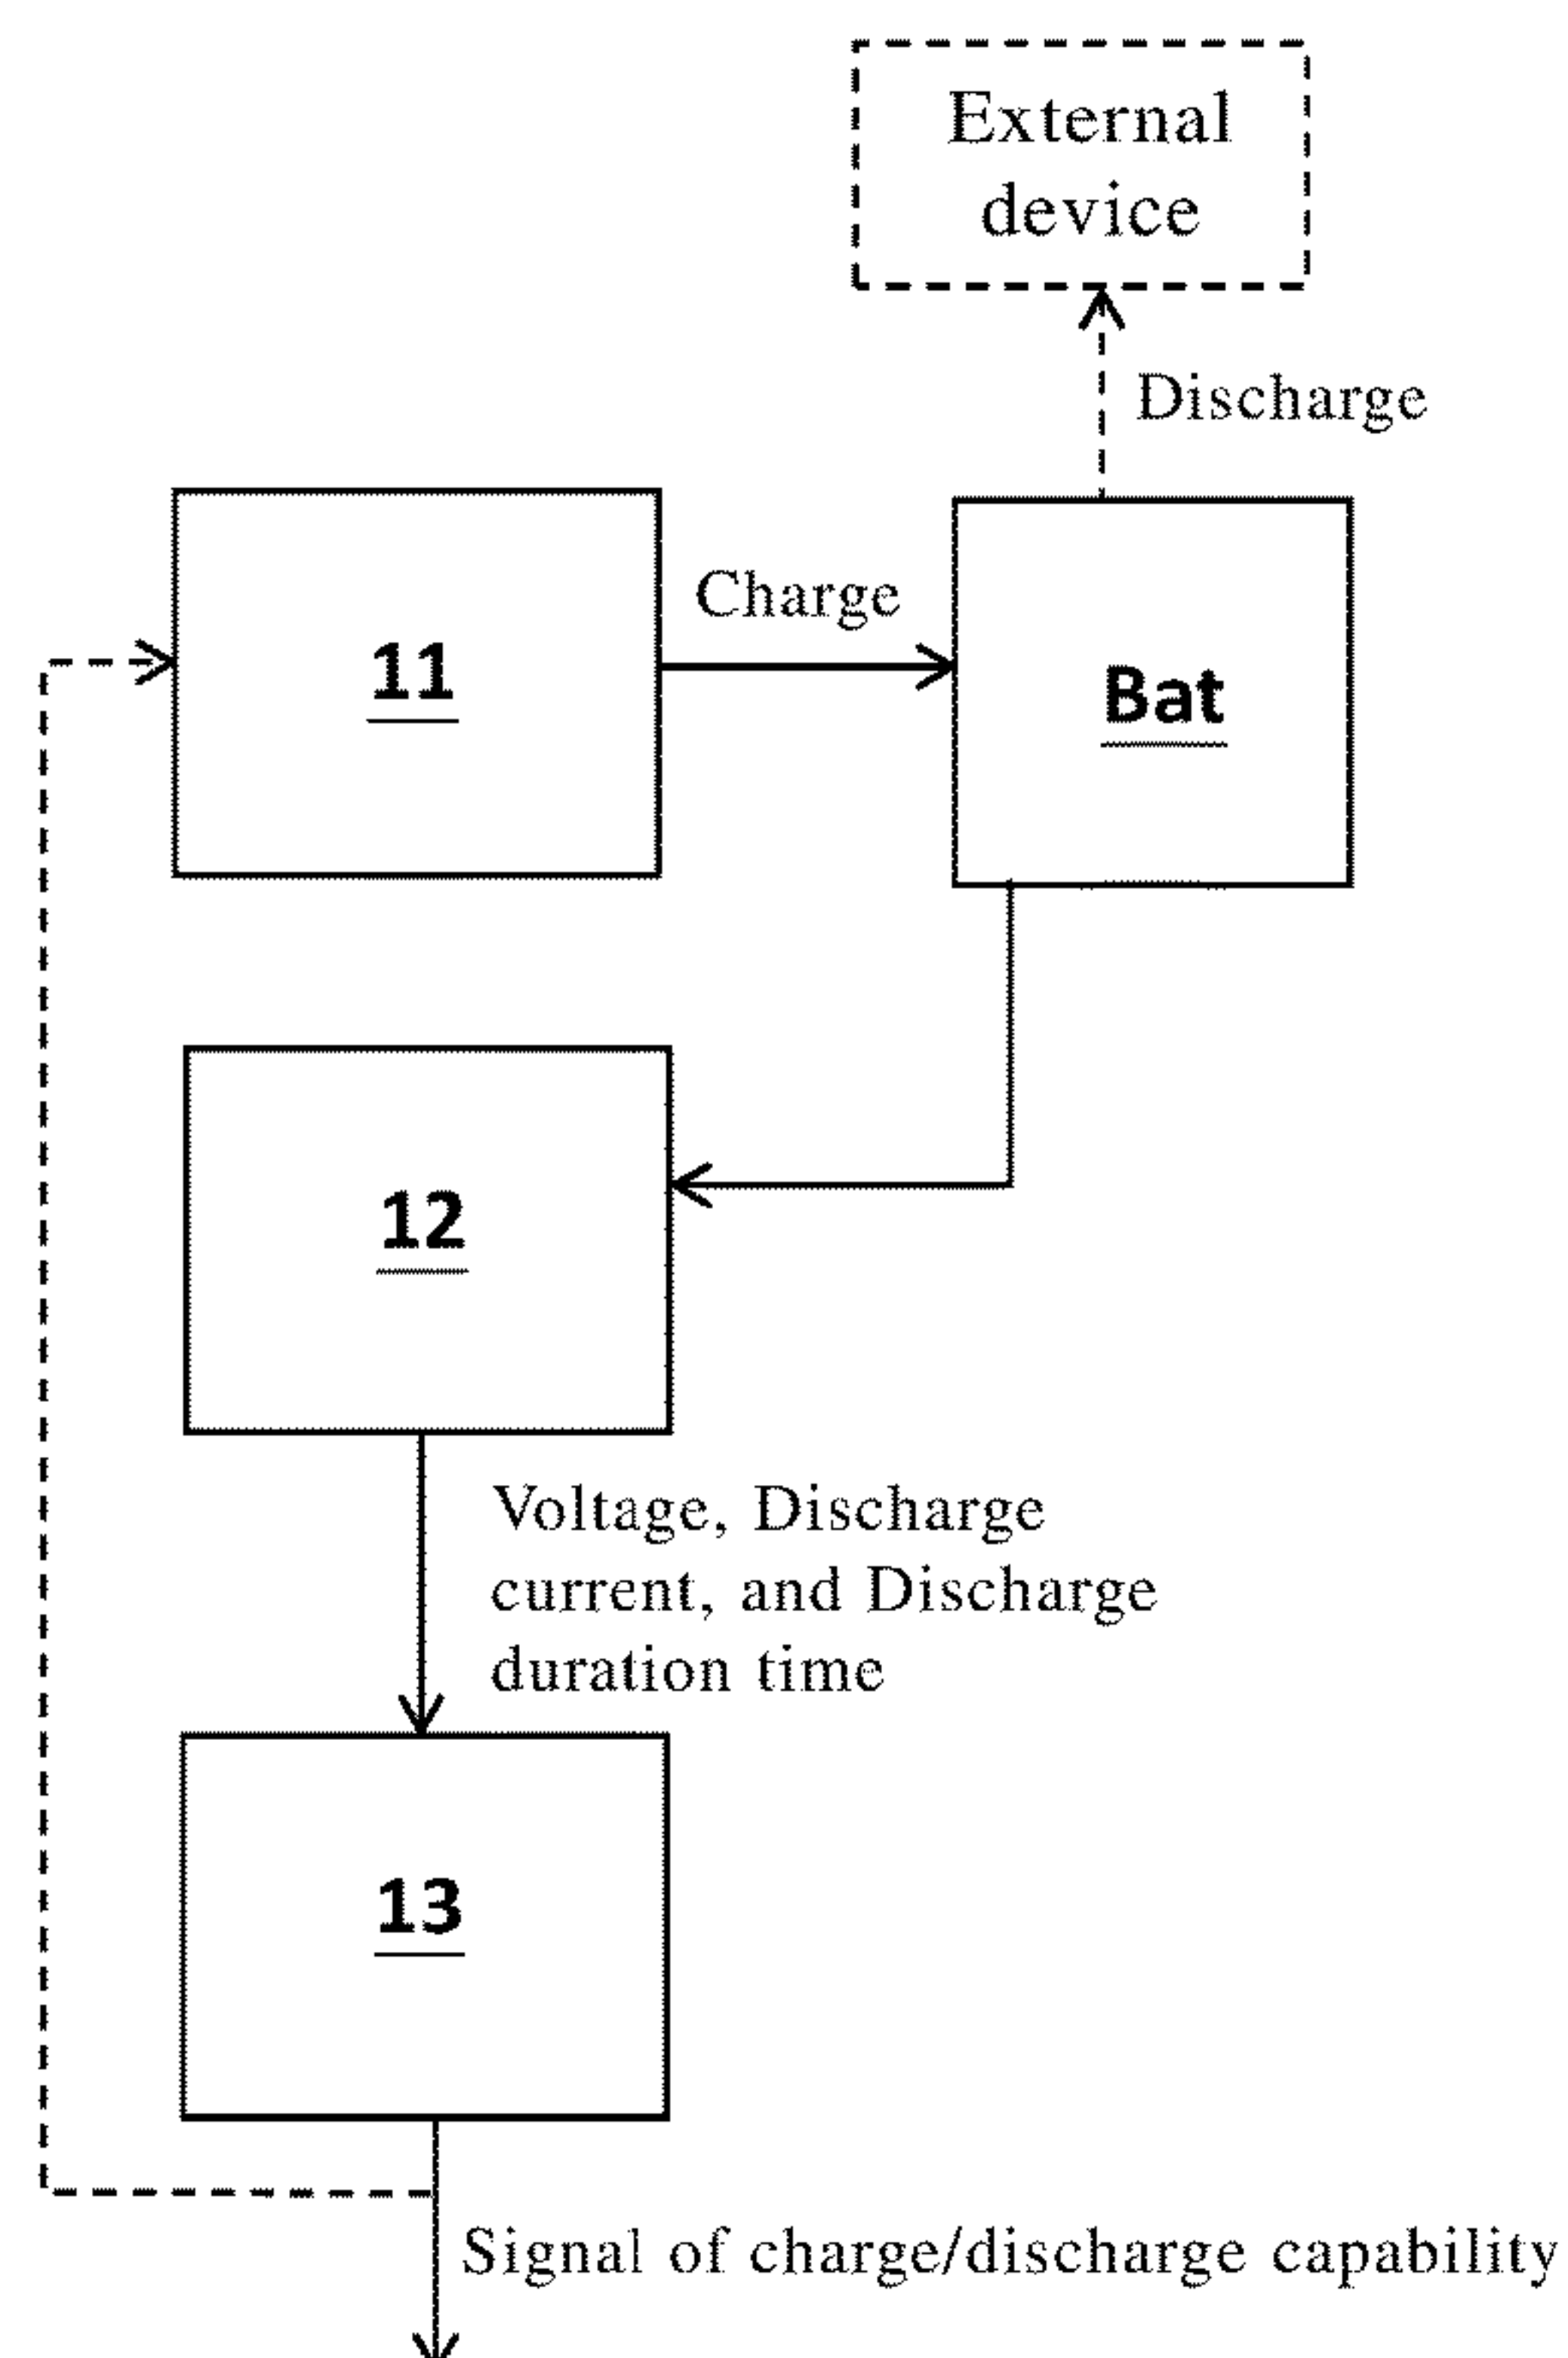 External
device
Discharge
Charge
11
Bat
12
Voltage, Discharge
current, and Discharge
duration time
13
Signal of charge/discharge capability